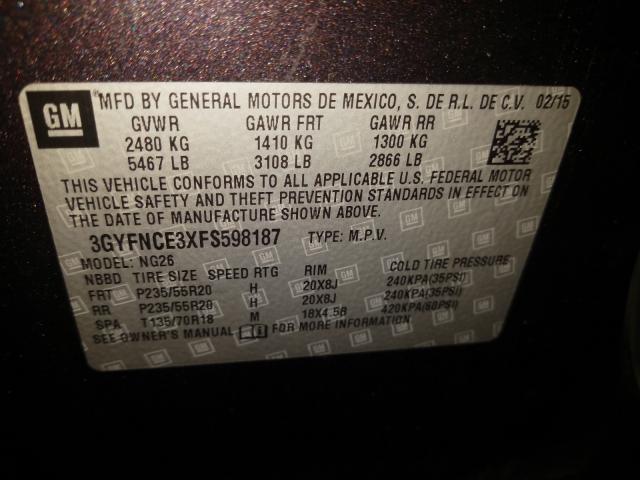 GM ® MFD BY GENERAL MOTORS DE MEXICO, S. DE R.L. DE C.V. 02/15
GVWR GAWR FRT GAWR RR
2480 KG 1410 KG 1300 KG
5467 LB 3108 LB 2866 LB
THIS VEHICLE CONFORMS TO ALL APPLICABLE U.S. FEDERAL MOTOR
VEHICLE SAFETY AND THEFT PREVENTION STANDARDS IN EFFECT ON
THE DATE OF MANUFACTURE SHOWN ABOVE.
3GYFNCE3XFS598187 TYPE: M.P.V.
MODEL: NG26
NBBD TIRE SIZE SPEED RTG RIM COLD TIRE PRESSURE
FRT P235/55R20 H 20X8J 240KPA(35PSI)
RR P235/55R20 H 20X8J 240KPA(35PSI)
SPA T135/70R18 M 18X4.5B 420KPA(60PSI)
SEE OWNER'S MANUAL FOR MORE INFORMATION